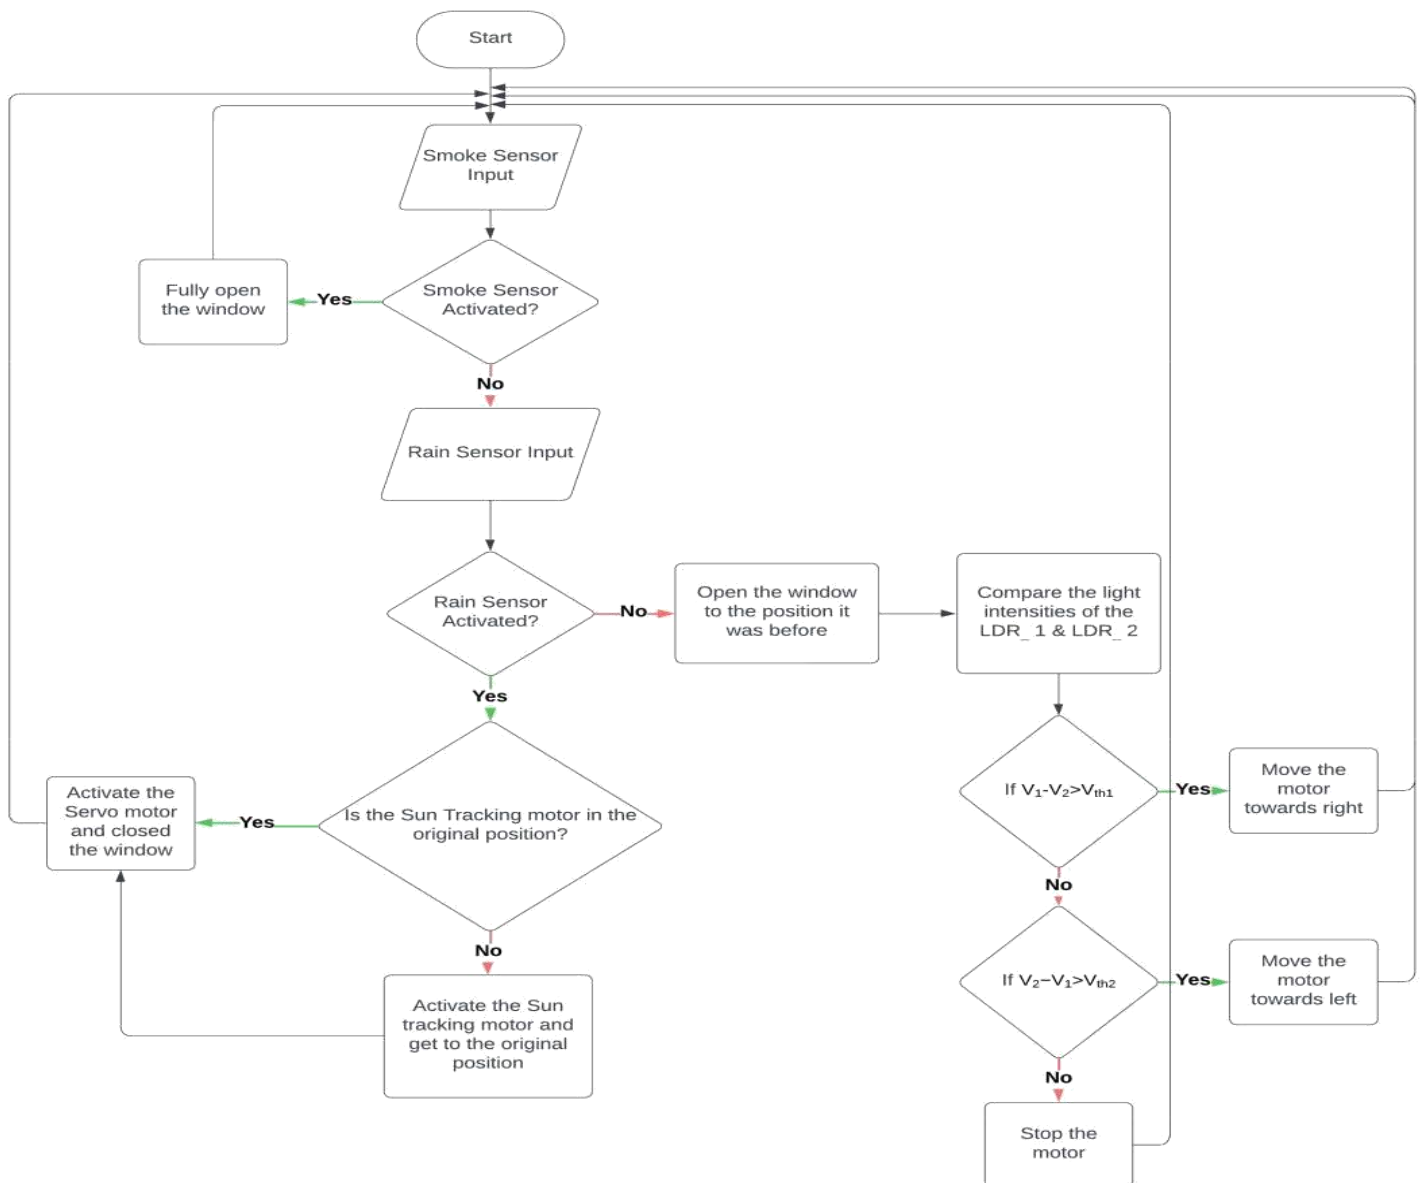 Start
Smoke Sensor
Input
Smoke Sensor
Activated?
Yes
Fully open
the window
No
Rain Sensor Input
Rain Sensor
Activated?
No
Open the window
to the position it
was before
Compare the light
intensities of the
LDR_ 1 & LDR_ 2
Yes
Is the Sun Tracking motor in the
original position?
Yes
Activate the
Servo motor
and closed
the window
No
Activate the Sun
tracking motor and
get to the original
position
If V₁-V₂>Vₜₕ₁
Yes
Move the
motor
towards right
No
If V₂−V₁>Vₜₕ₂
Yes
Move the
motor
towards left
No
Stop the
motor